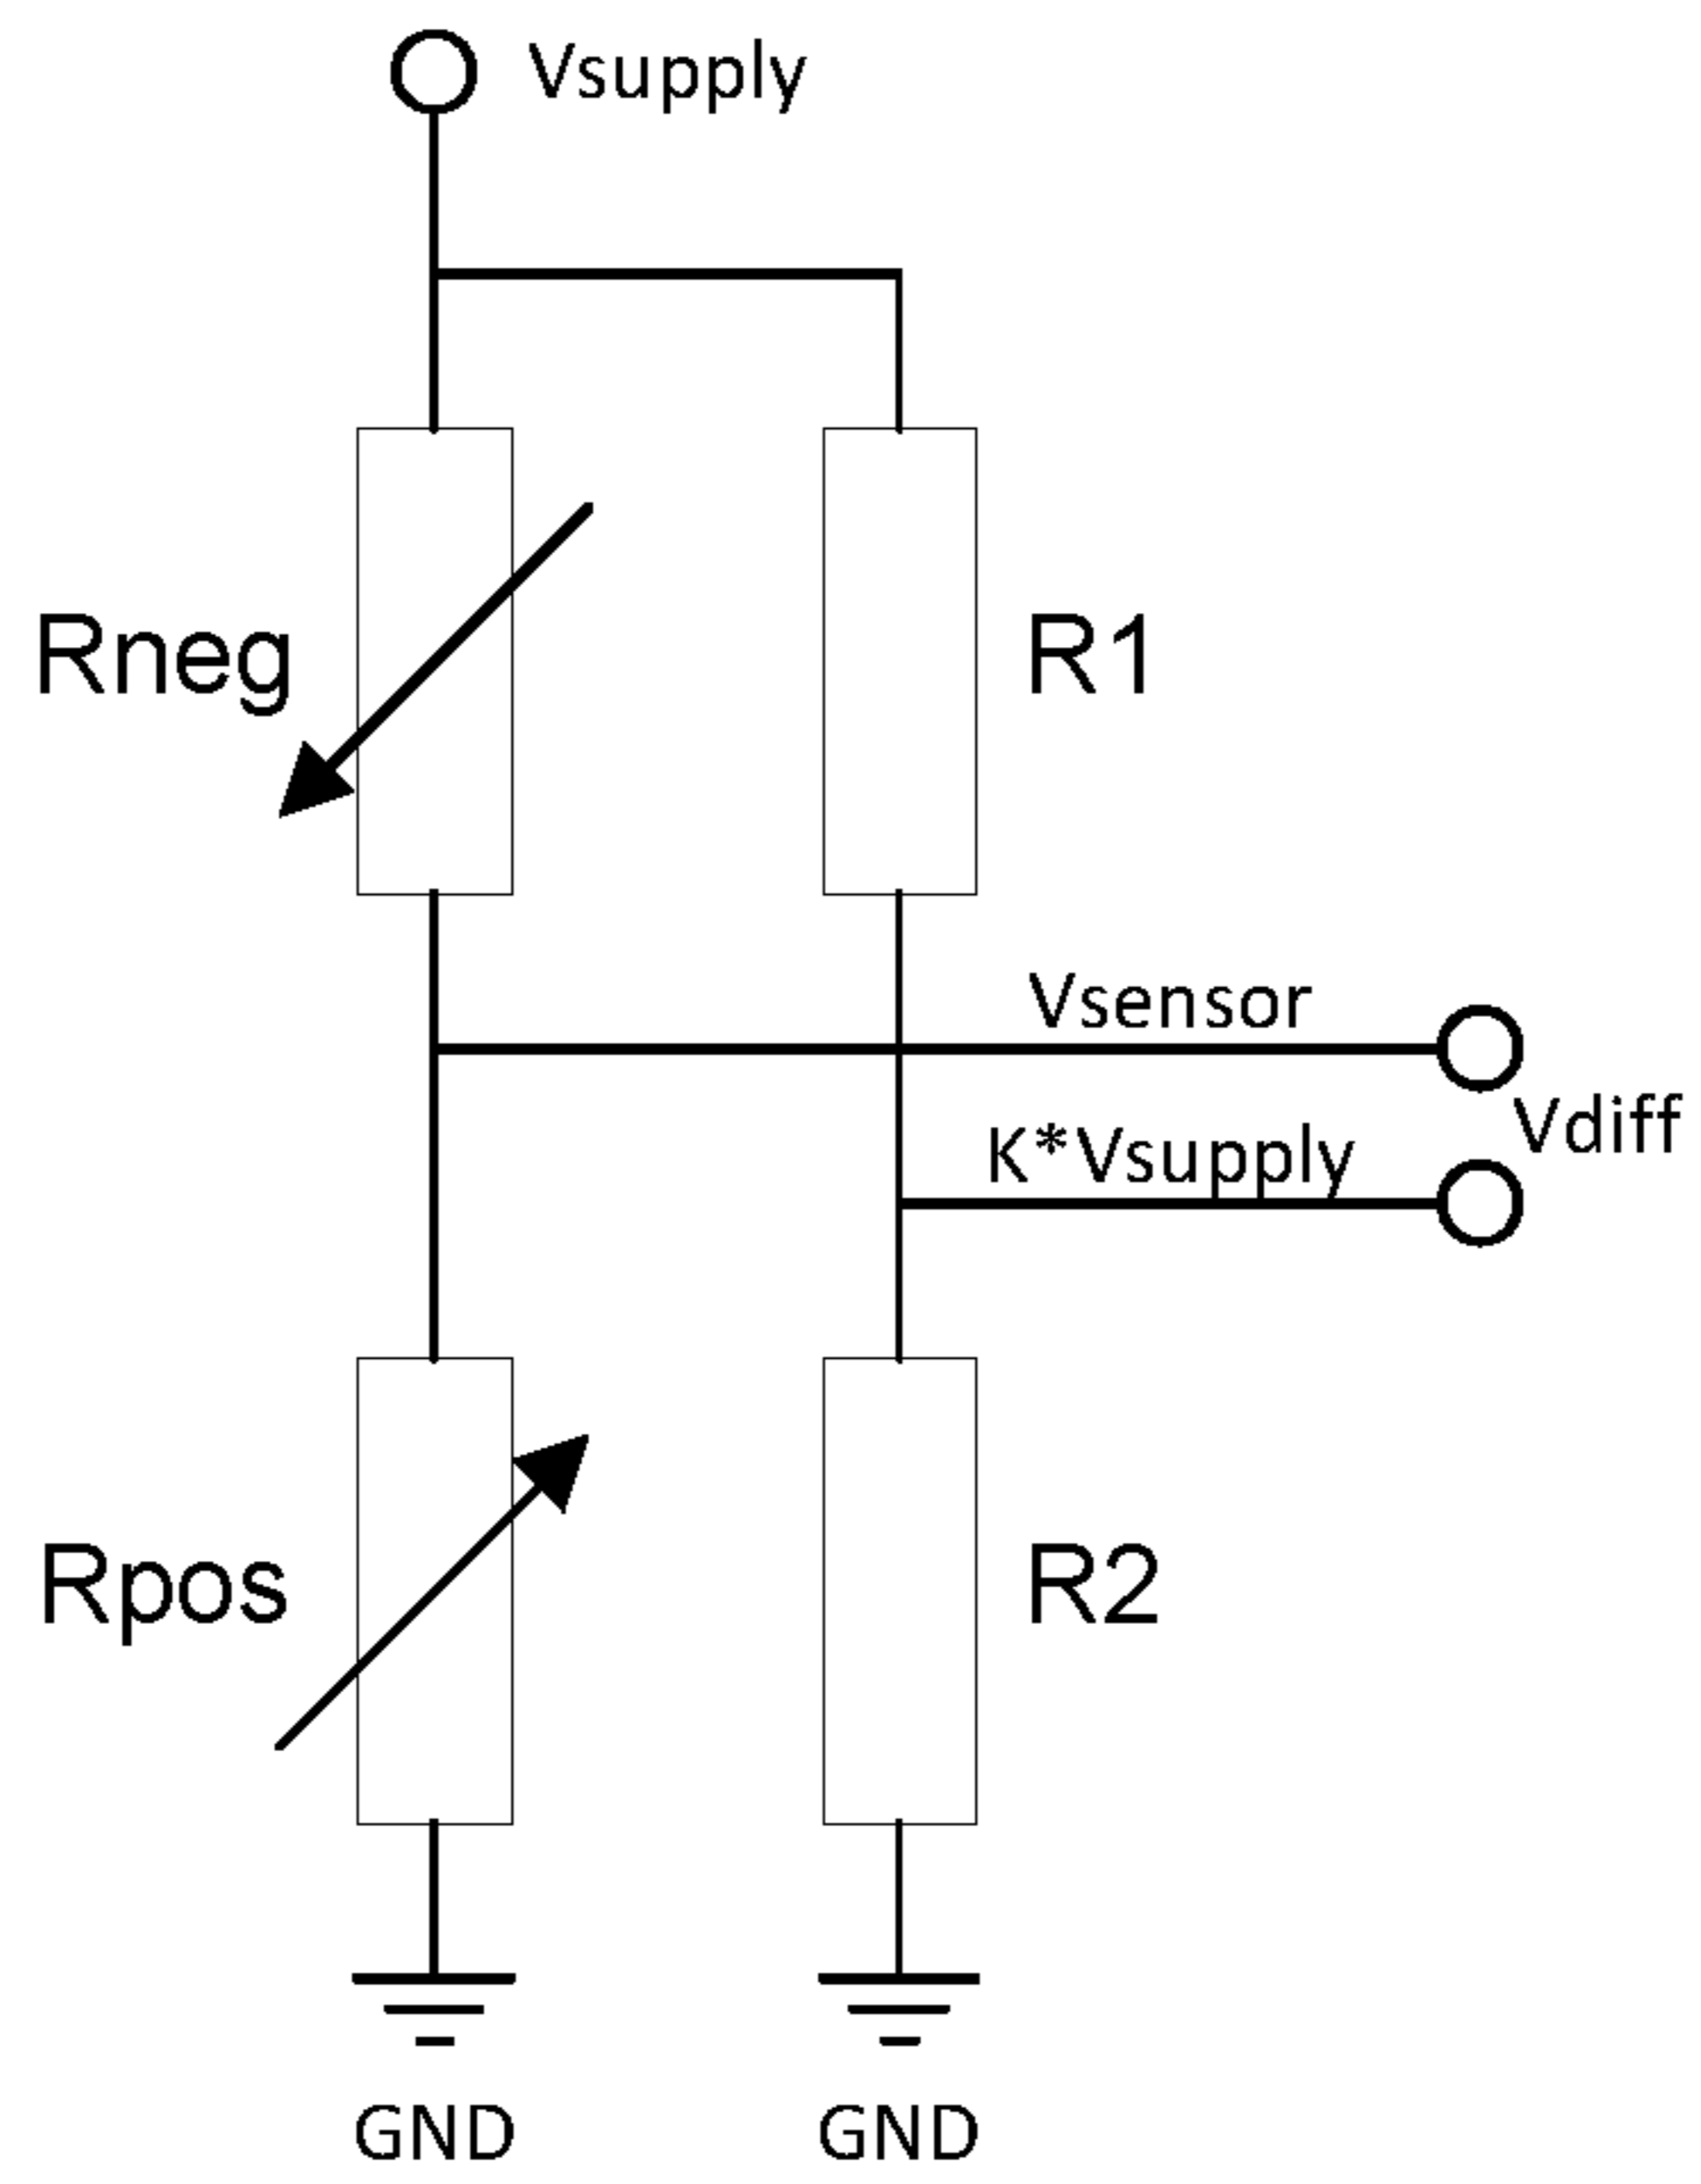 Vsupply
Rneg
R1
Vsensor
Vdiff
K*Vsupply
Rpos
R2
GND
GND